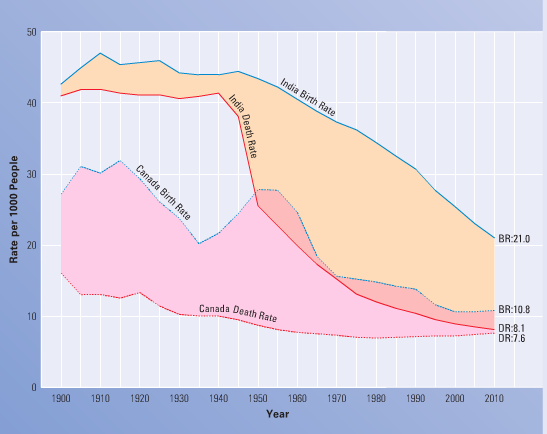 50
40
30
20
10
0
Rate per 1000 People
India Birth Rate
India Death Rate
Canada Birth Rate
Canada Death Rate
BR:21.0
BR:10.8
DR:8.1
DR:7.6
1900 1910 1920 1930 1940 1950 1960 1970 1980 1990 2000 2010
Year